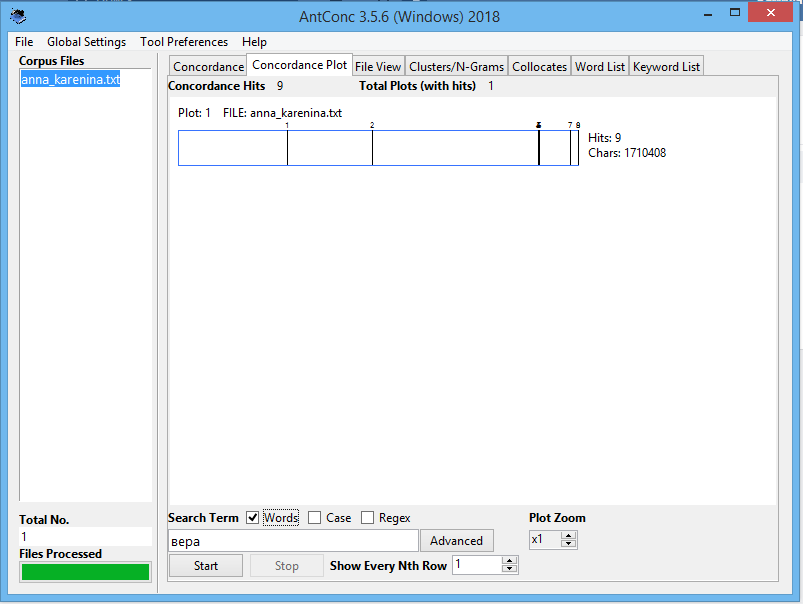 AntConc 3.5.6 (Windows) 2018
File Global Settings Tool Preferences Help
Corpus Files
anna_karenina.txt
Concordance Concordance Plot File View Clusters/N-Grams Collocates Word List Keyword List
Concordance Hits 9 Total Plots (with hits) 1
Plot: 1 FILE: anna_karenina.txt
1 2 7 9
Hits: 9
Chars: 1710408
Total No.
1
Files Processed
Search Term Words Case Regex Plot Zoom
вера Advanced x1
Start Stop Show Every Nth Row 1